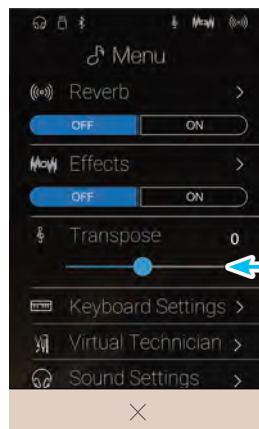 Menu
Reverb >
OFF ON
Effects >
OFF ON
Transpose 0
Keyboard Settings >
Virtual Technician >
Sound Settings >